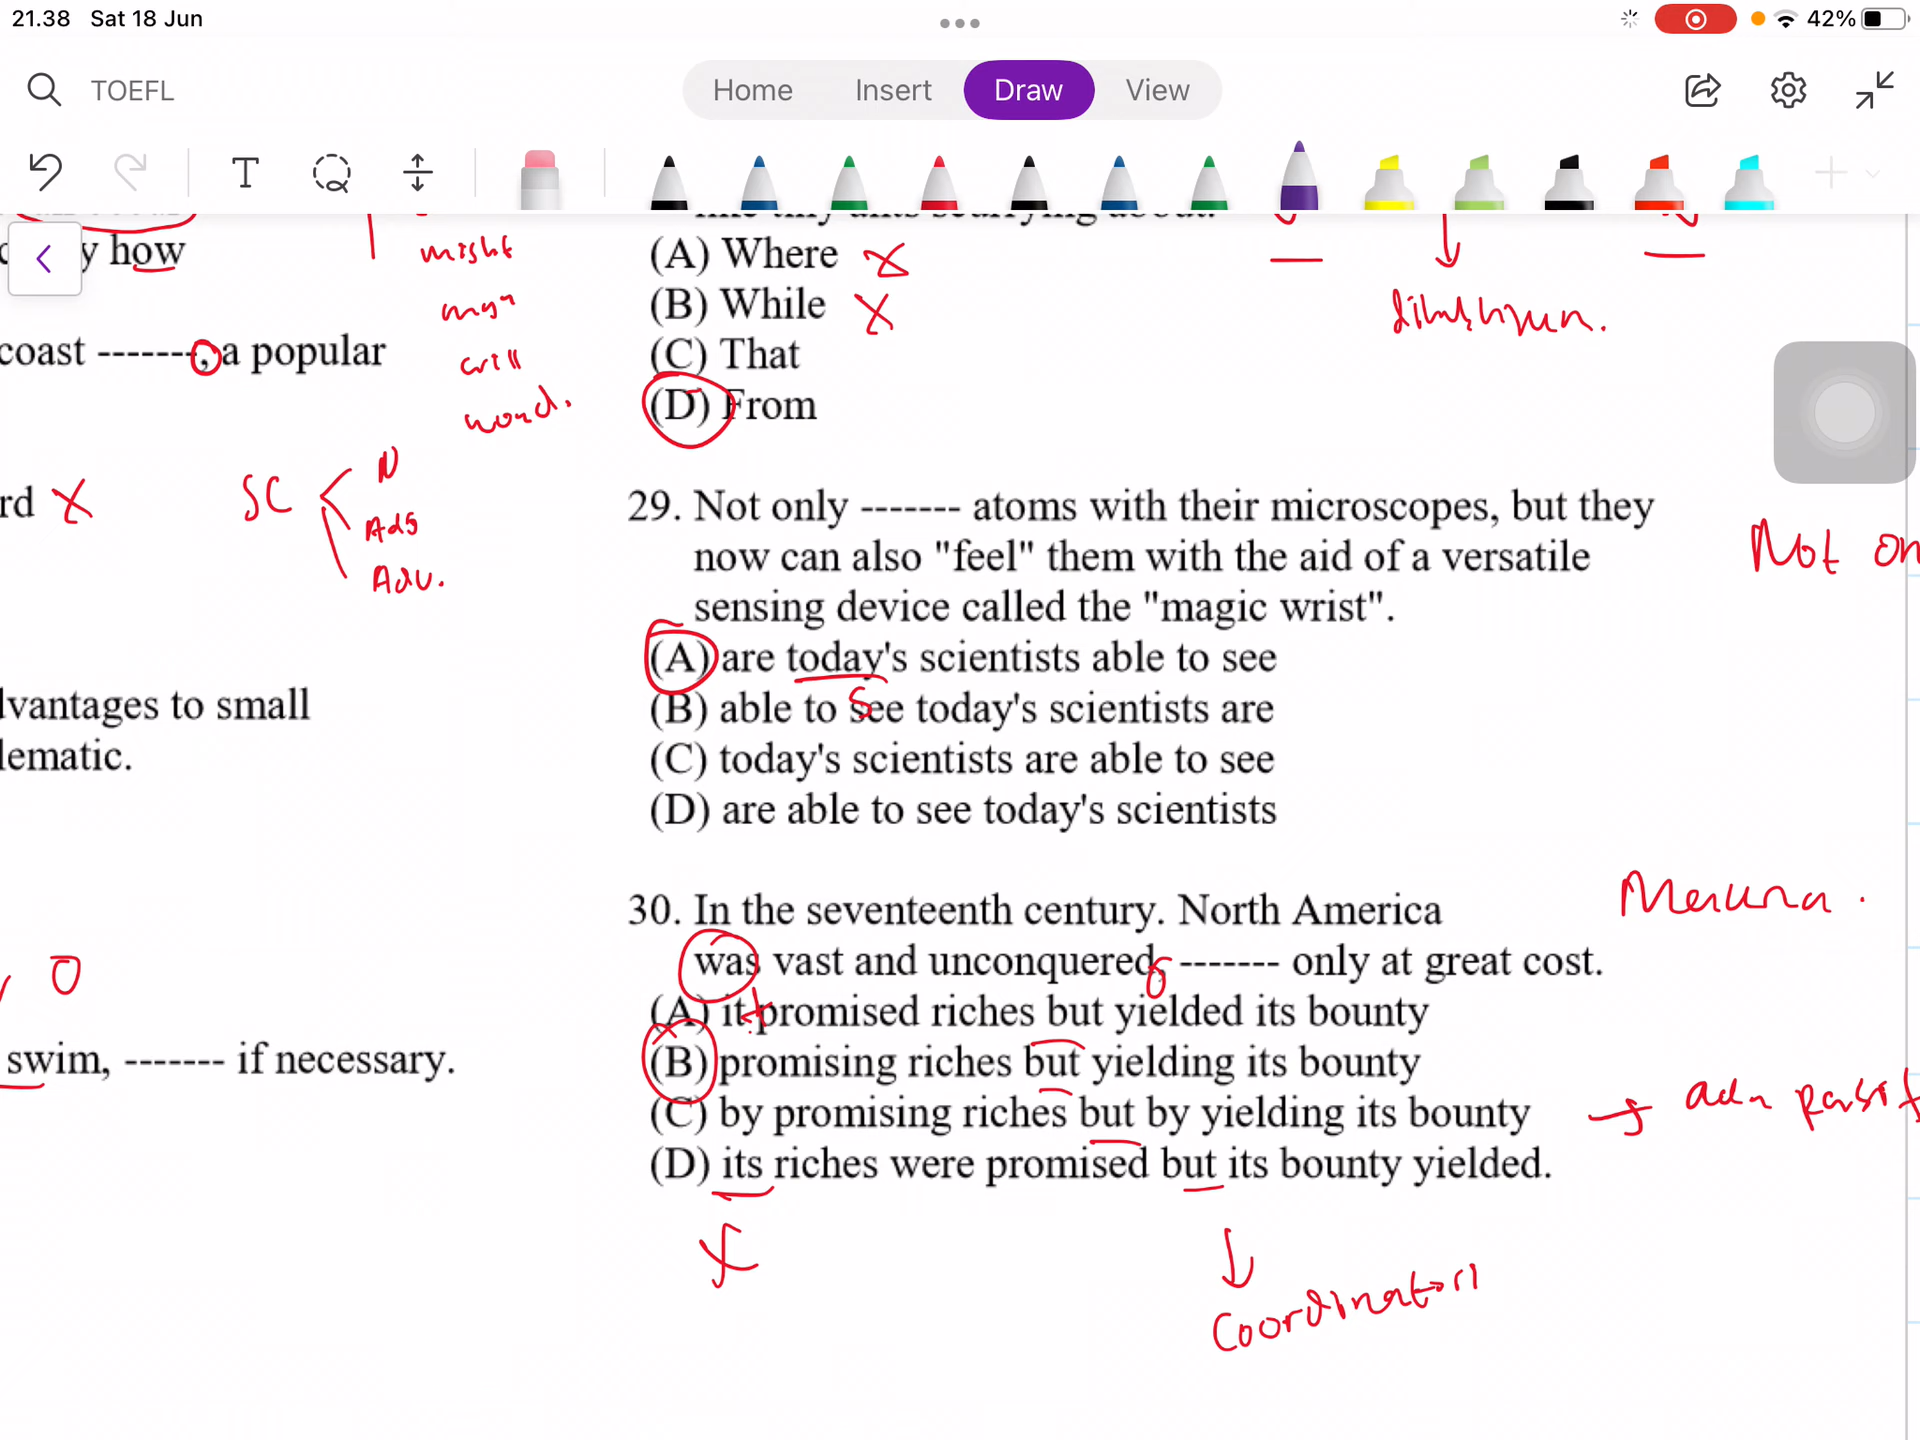 21.38 Sat 18 Jun
42%
TOEFL
Home Insert Draw View
y how
might
will
coast -------, a popular
rd X
SC
N
Adj
Adv.
dvantages to small
lematic.
O
swim, ------- if necessary.
(A) Where X
(B) While X
(C) That
(D) From
29. Not only ------- atoms with their microscopes, but they
now can also "feel" them with the aid of a versatile
sensing device called the "magic wrist".
(A) are today's scientists able to see
S
(B) able to see today's scientists are
(C) today's scientists are able to see
(D) are able to see today's scientists
Not on
30. In the seventeenth century. North America
was vast and unconquered, ------- only at great cost.
(A) it promised riches but yielded its bounty
(B) promising riches but yielding its bounty
(C) by promising riches but by yielding its bounty
(D) its riches were promised but its bounty yielded.
X
Coordinator